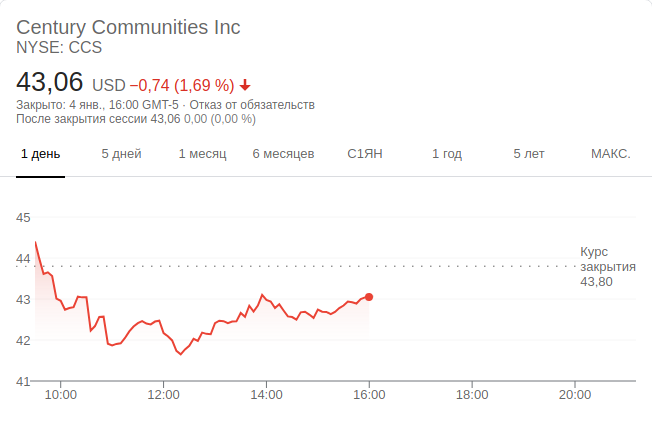 Century Communities Inc
NYSE: CCS
43,06 USD −0,74 (1,69 %)
Закрыто: 4 янв., 16:00 GMT-5 · Отказ от обязательств
После закрытия сессии 43,06 0,00 (0,00 %)
1 день 5 дней 1 месяц 6 месяцев С1ЯН 1 год 5 лет МАКС.
45
44
43
42
41
Курс
закрытия
43,80
10:00 12:00 14:00 16:00 18:00 20:00